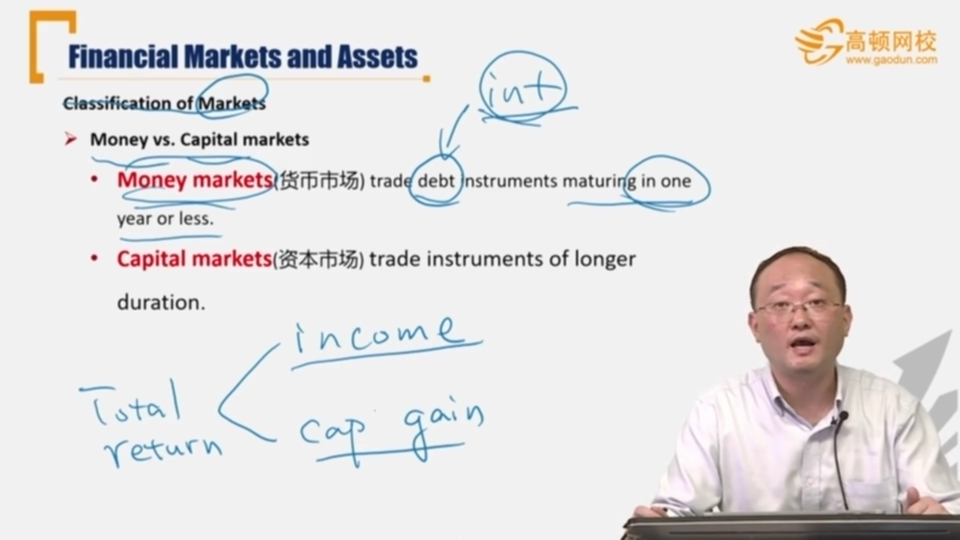 Financial Markets and Assets
高顿网校
www.gaodun.com
Classification of Markets
int
Money vs. Capital markets
Money markets(货币市场) trade debt instruments maturing in one
year or less.
Capital markets(资本市场) trade instruments of longer
duration.
income
Total
return
cap gain